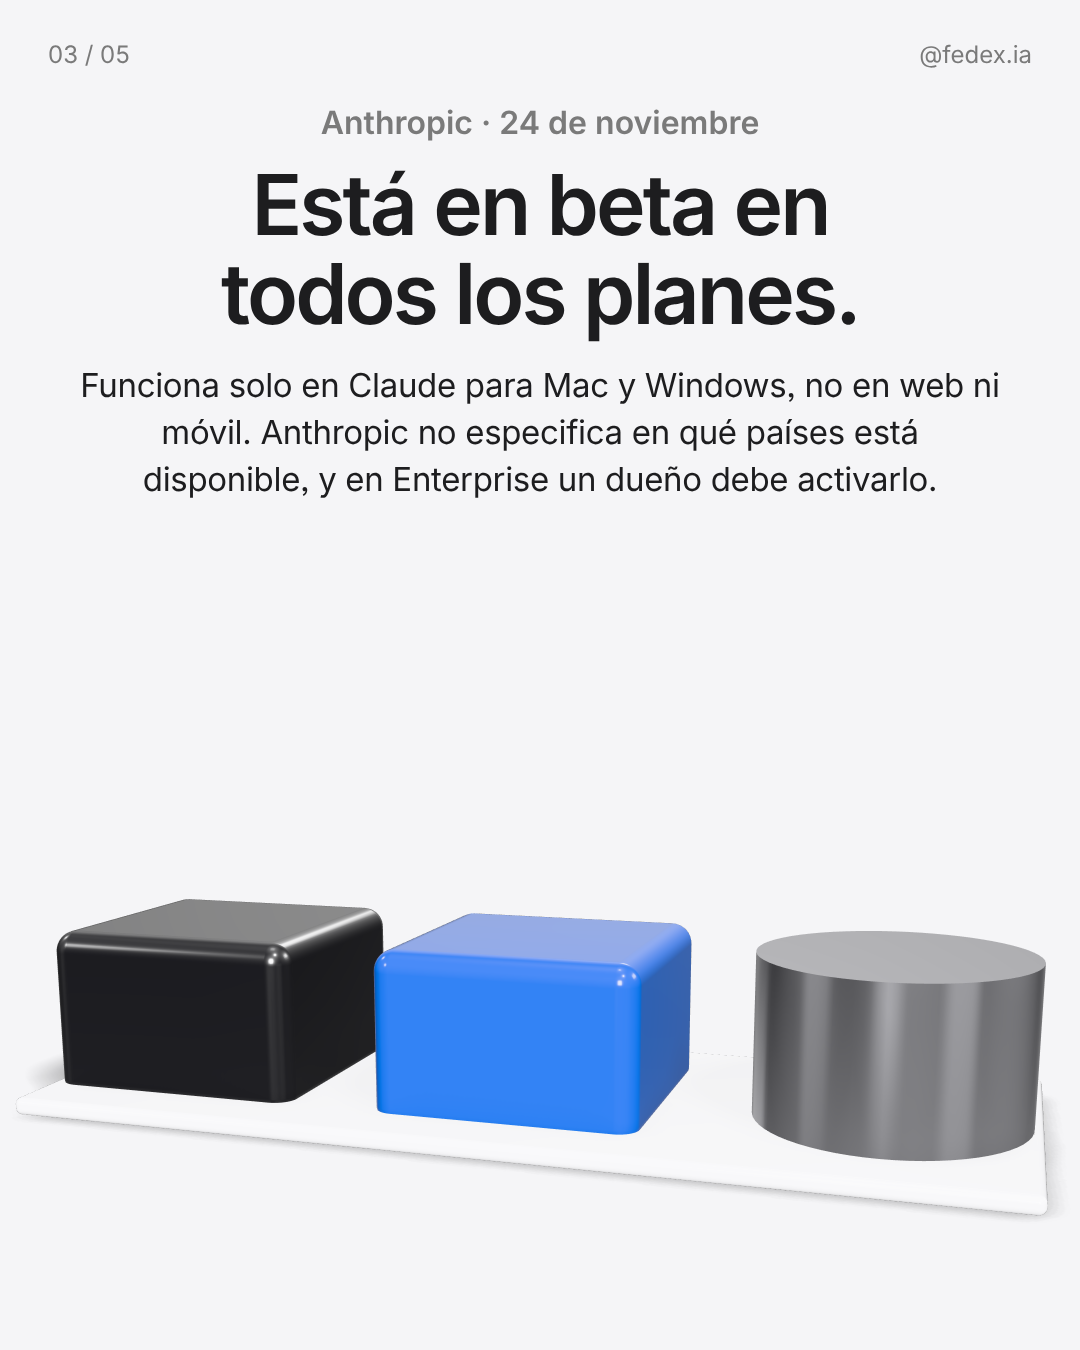 03 / 05
@fedex.ia
Anthropic · 24 de noviembre
Está en beta en
todos los planes.
Funciona solo en Claude para Mac y Windows, no en web ni
móvil. Anthropic no especifica en qué países está
disponible, y en Enterprise un dueño debe activarlo.